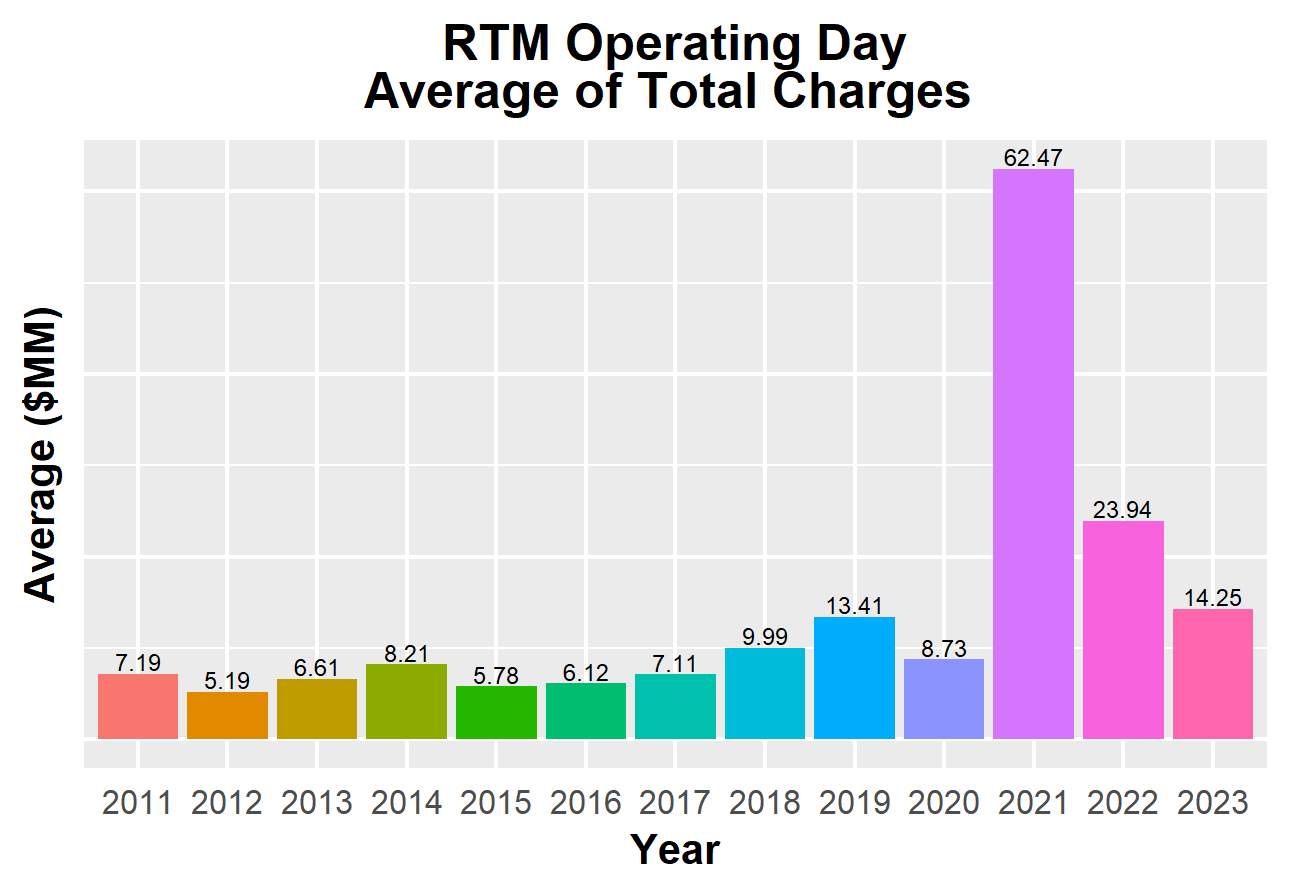 RTM Operating Day
Average of Total Charges
Average ($MM)
62.47
23.94
14.25
13.41
9.99
8.73
8.21
7.19
7.11
6.61
6.12
5.78
5.19
2011 2012 2013 2014 2015 2016 2017 2018 2019 2020 2021 2022 2023
Year